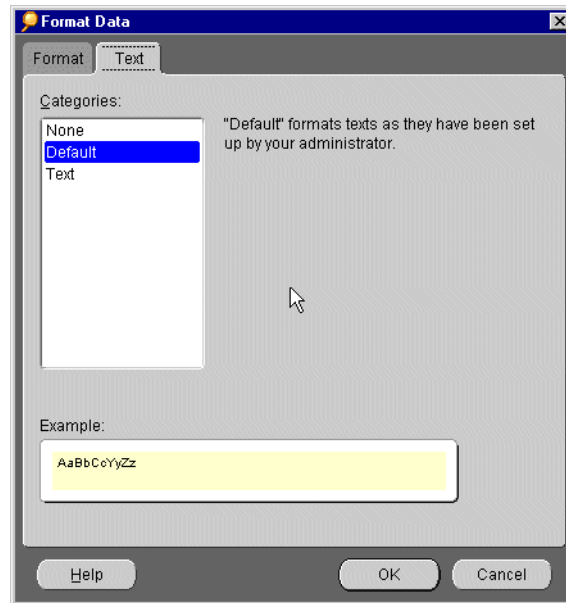 Format Data
Format
Text
Categories:
None
Default
Text
"Default" formats texts as they have been set
up by your administrator.
Example:
AaBbCcYyZz
Help
OK
Cancel